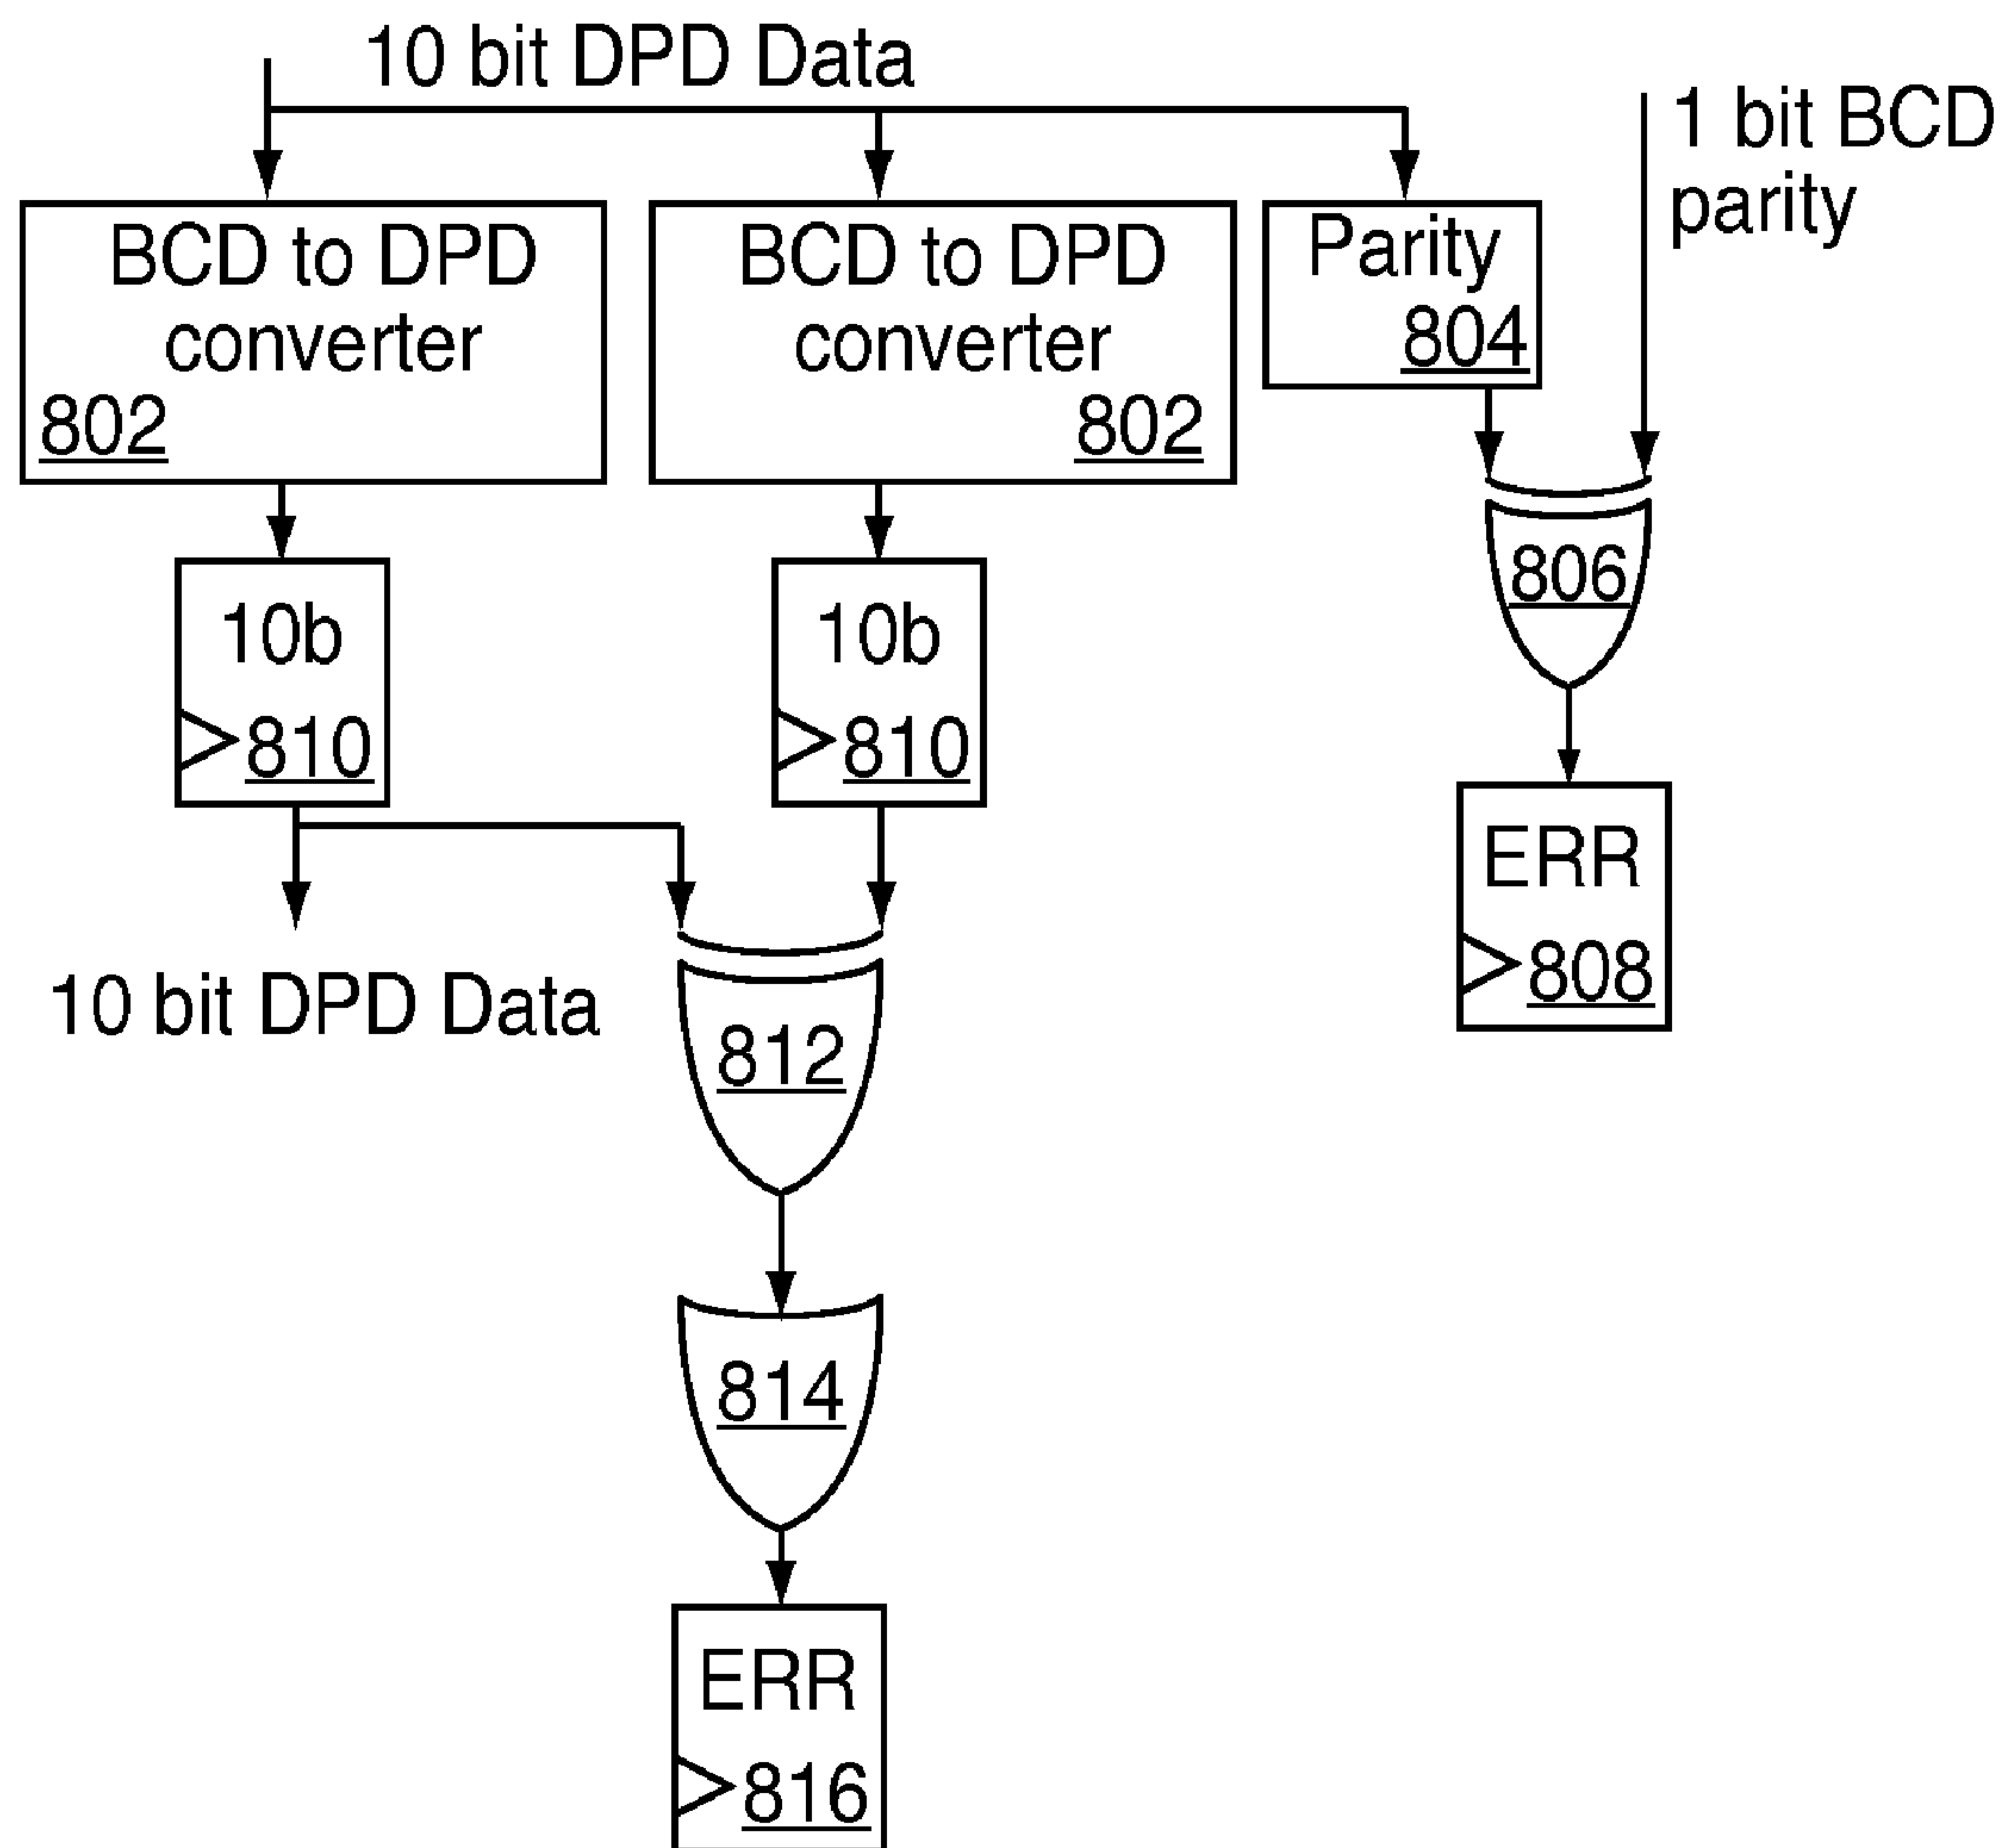 10 bit DPD Data
1 bit BCD
parity
BCD to DPD
converter
802
BCD to DPD
converter
802
Parity
804
806
10b
810
10b
810
ERR
808
10 bit DPD Data
812
814
ERR
816